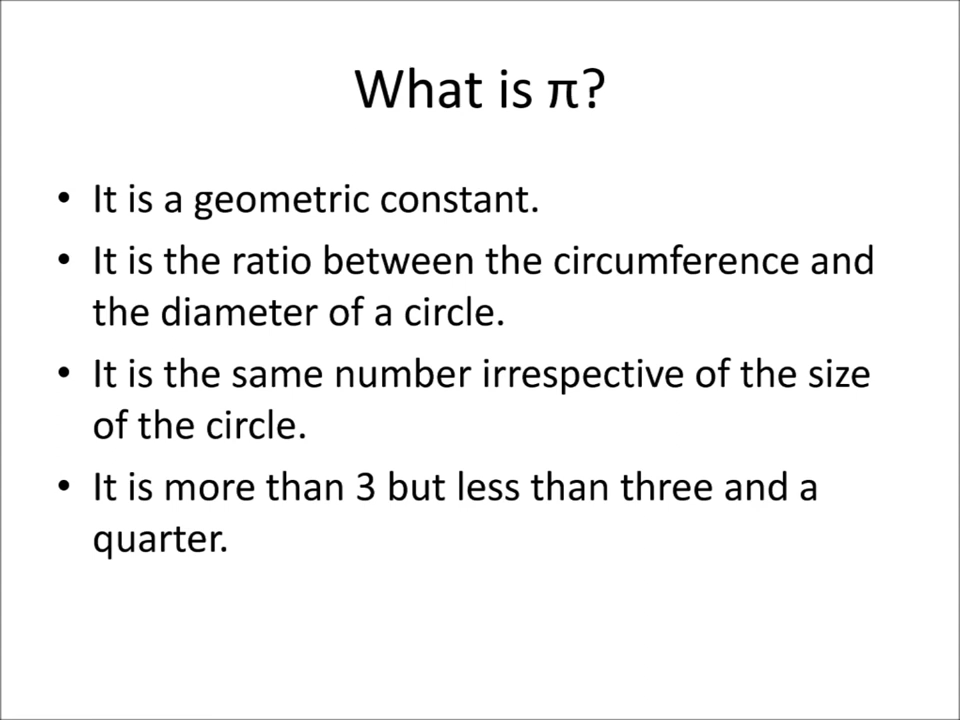 What is π?
• It is a geometric constant.
• It is the ratio between the circumference and
the diameter of a circle.
• It is the same number irrespective of the size
of the circle.
• It is more than 3 but less than three and a
quarter.